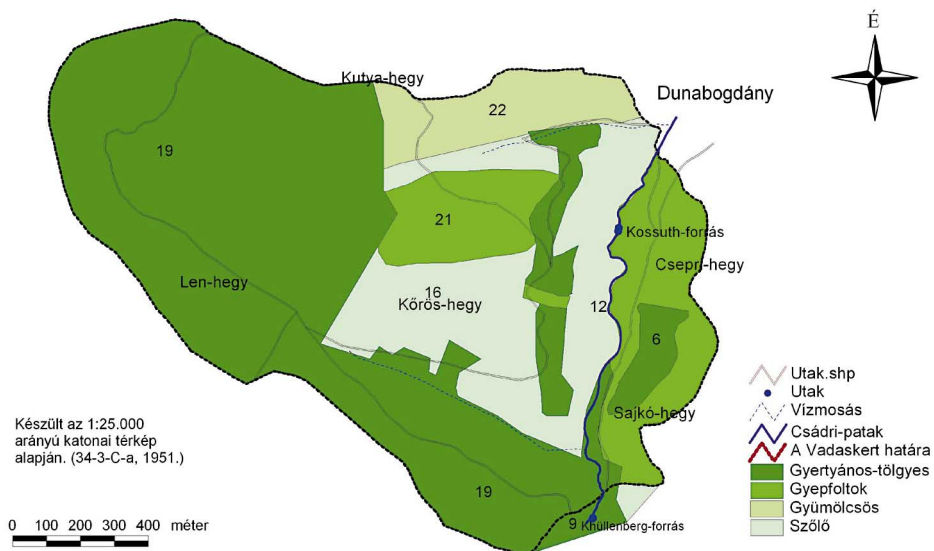 É
Kutya-hegy
Dunabogdány
22
19
21
Kossuth-forrás
Csepri-hegy
Len-hegy
16
Kőrös-hegy
12
6
Sajkó-hegy
19
9
Khüllenberg-forrás
Készült az 1:25.000
arányú katonai térkép
alapján. (34-3-C-a, 1951.)
0 100 200 300 400 méter
Utak.shp
Utak
Vízmosás
Csádri-patak
A Vadaskert határa
Gyertyános-tölgyes
Gyepfoltok
Gyümölcsös
Szőlő